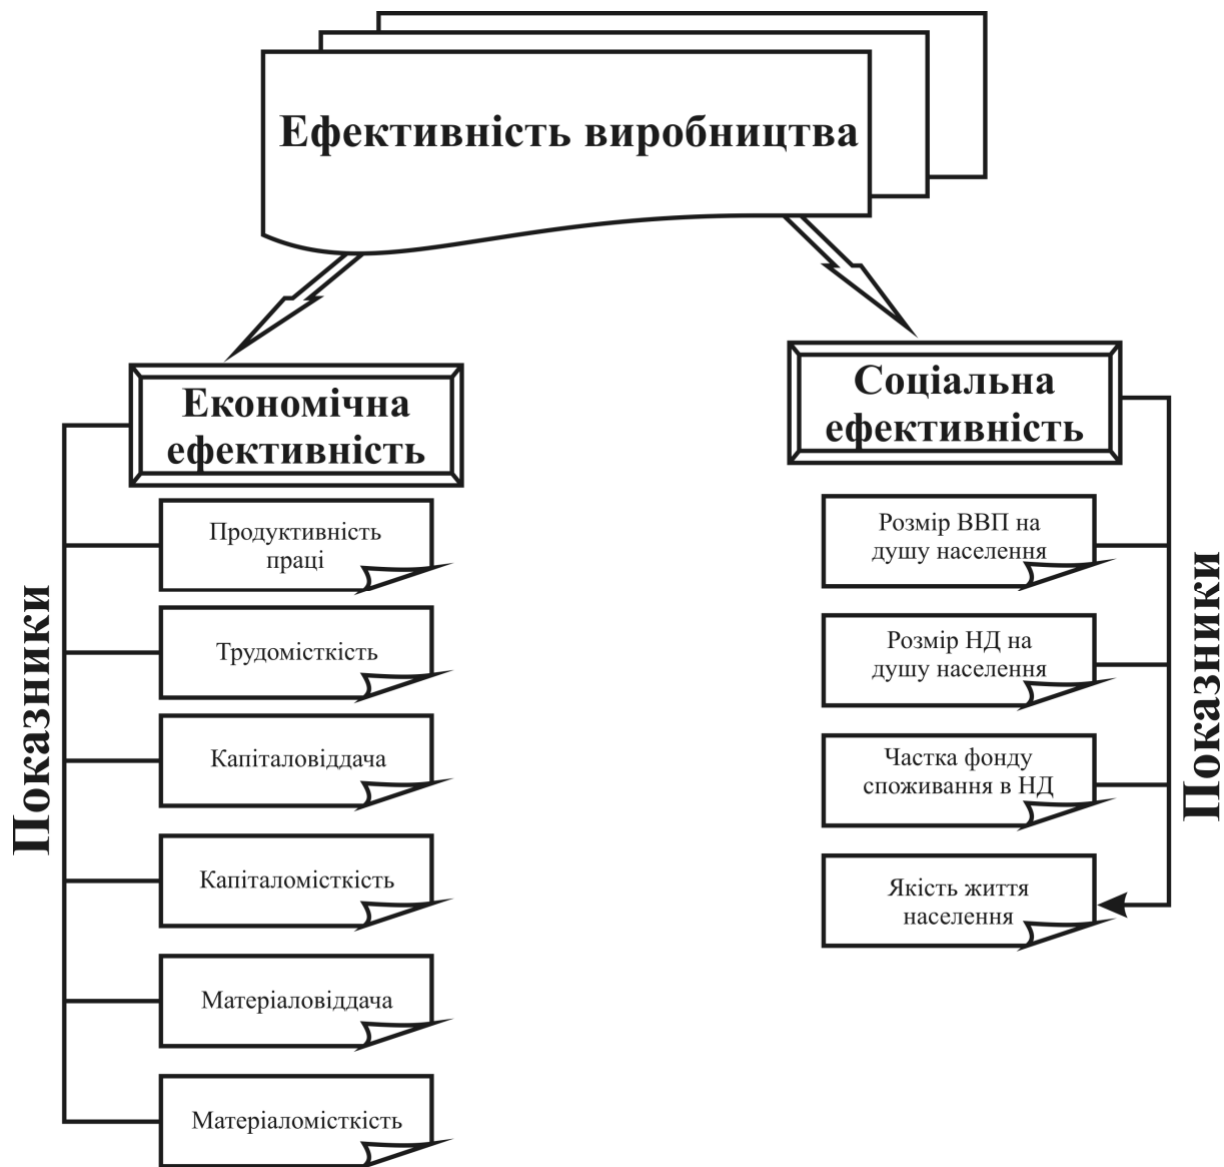 Ефективність виробництва
Економічна
ефективність
Показники
Продуктивність
праці
Трудомісткість
Капіталовіддача
Капіталомісткість
Матеріаловіддача
Матеріаломісткість
Соціальна
ефективність
Розмір ВВП на
душу населення
Розмір НД на
душу населення
Частка фонду
споживання в НД
Якість життя
населення
Показники